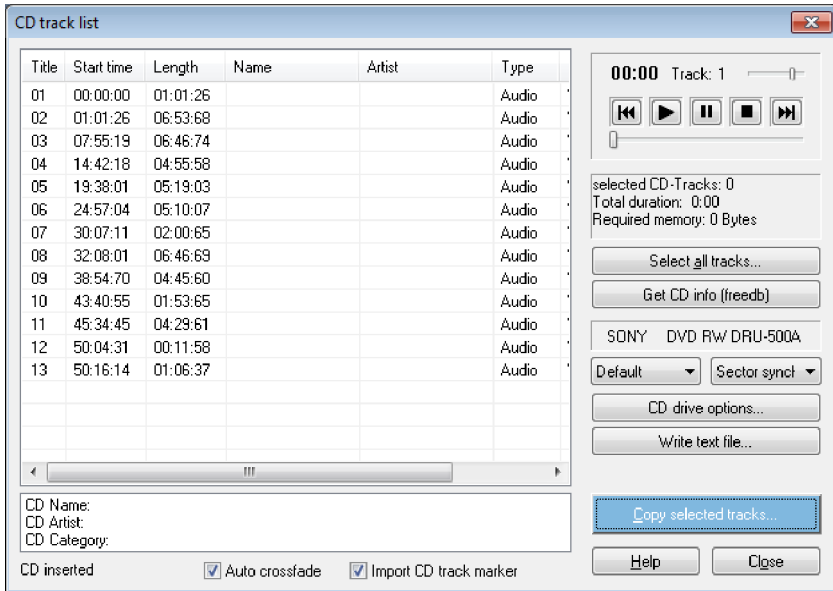 CD track list
Title Start time Length Name Artist Type
01 00:00:00 01:01:26 Audio
02 01:01:26 06:53:68 Audio
03 07:55:19 06:46:74 Audio
04 14:42:18 04:55:58 Audio
05 19:38:01 05:19:03 Audio
06 24:57:04 05:10:07 Audio
07 30:07:11 02:00:65 Audio
08 32:08:01 06:46:69 Audio
09 38:54:70 04:45:60 Audio
10 43:40:55 01:53:65 Audio
11 45:34:45 04:29:61 Audio
12 50:04:31 00:11:58 Audio
13 50:16:14 01:06:37 Audio
CD Name:
CD Artist:
CD Category:
CD inserted
Auto crossfade
Import CD track marker
00:00 Track: 1
selected CD-Tracks: 0
Total duration: 0:00
Required memory: 0 Bytes
Select all tracks...
Get CD info (freedb)
SONY DVD RW DRU-500A
Default
Sector synch
CD drive options...
Write text file...
Copy selected tracks...
Help
Close